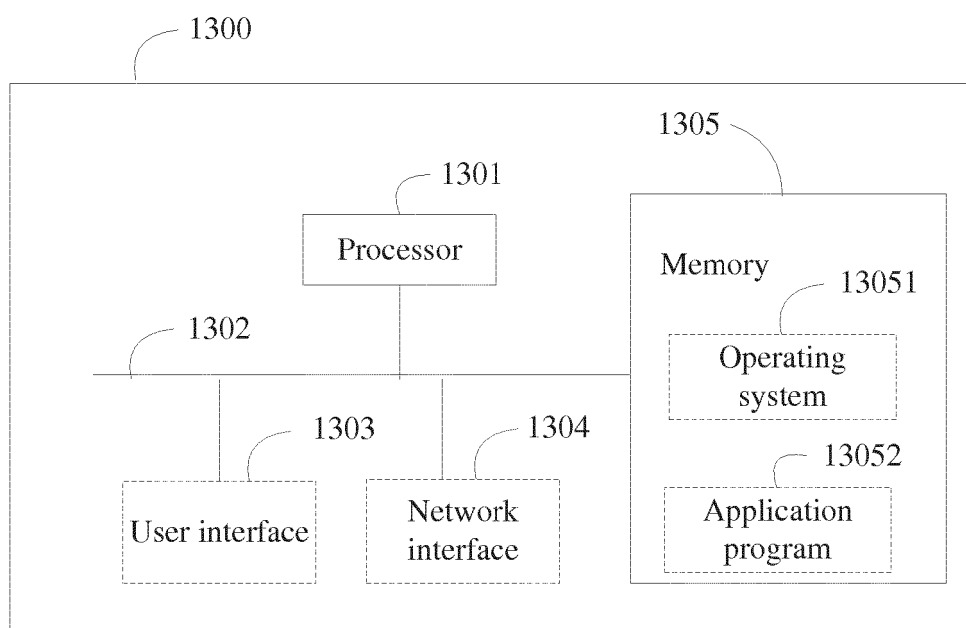 1300
1305
1301
Processor
Memory
13051
1302
Operating
system
1303
1304
13052
User interface
Network
interface
Application
program